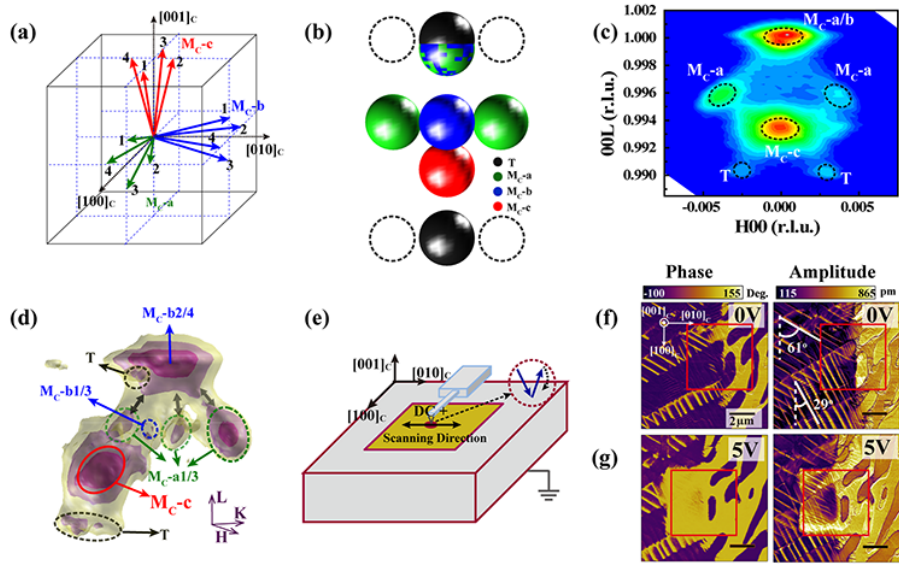 (a)
[001]C
MC-c
4
3
1
2
MC-b
1
2
3
[010]C
1
4
2
3
MC-a
[100]C
(b)
T
MC-a
MC-b
MC-c
(c)
1.002
1.000
0.996
0.994
0.992
0.990
00L (r.l.u.)
MC-a/b
MC-a
MC-a
MC-c
T
T
-0.005
0.000
0.005
H00 (r.l.u.)
(d)
MC-b2/4
T
MC-b1/3
MC-a1/3
MC-c
T
L
K
H
(e)
[001]C
[010]C
[100]C
DC +
Scanning Direction
Phase
Amplitude
-100
155
Deg.
115
865
pm
(f)
[001]C
[010]C
[100]C
0V
2μm
0V
61°
29°
(g)
5V
5V